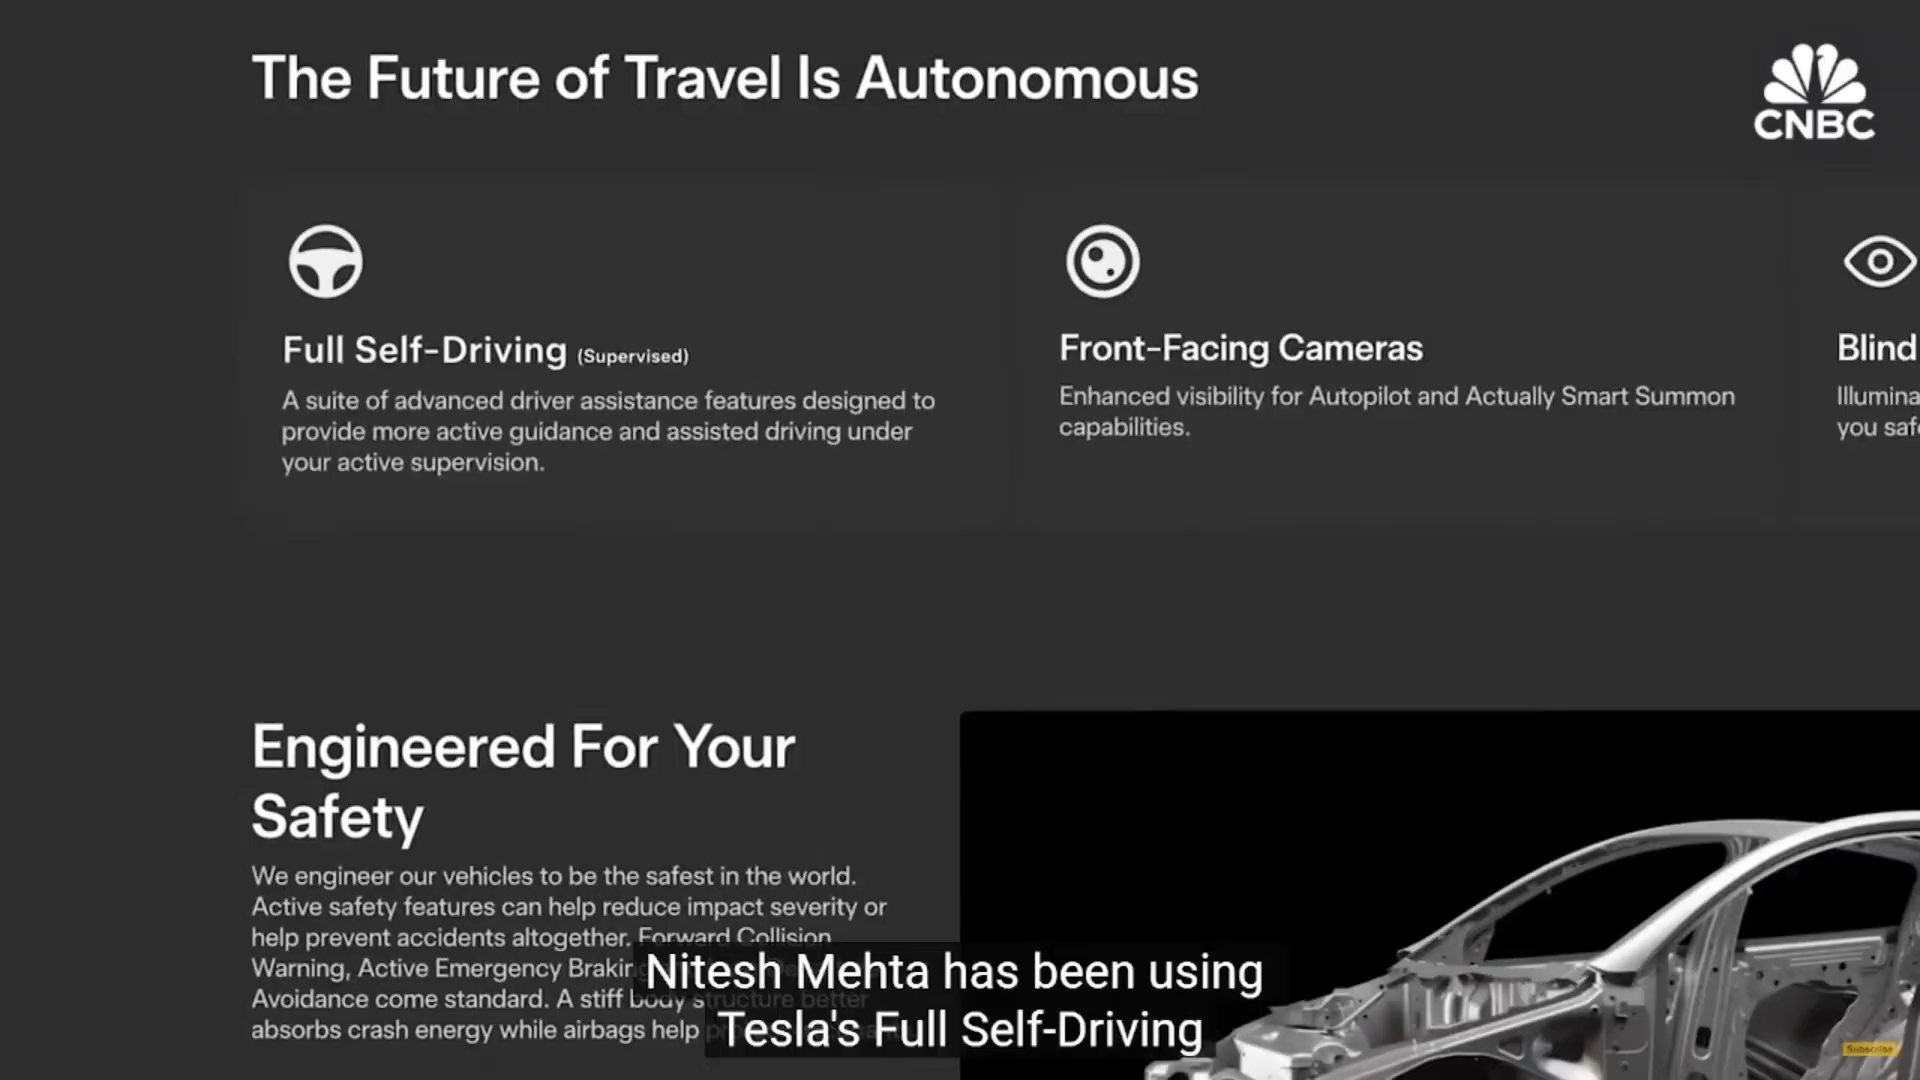 The Future of Travel Is Autonomous
CNBC
Full Self-Driving (Supervised)
A suite of advanced driver assistance features designed to
provide more active guidance and assisted driving under
your active supervision.
Front-Facing Cameras
Enhanced visibility for Autopilot and Actually Smart Summon
capabilities.
Blind
Illumina
you saf
Engineered For Your
Safety
We engineer our vehicles to be the safest in the world.
Active safety features can help reduce impact severity or
help prevent accidents altogether. Forward Collision
Warning, Active Emergency Braking
Avoidance come standard. A stiff body structure better
absorbs crash energy while airbags help
Nitesh Mehta has been using
Tesla's Full Self-Driving
Subscribe